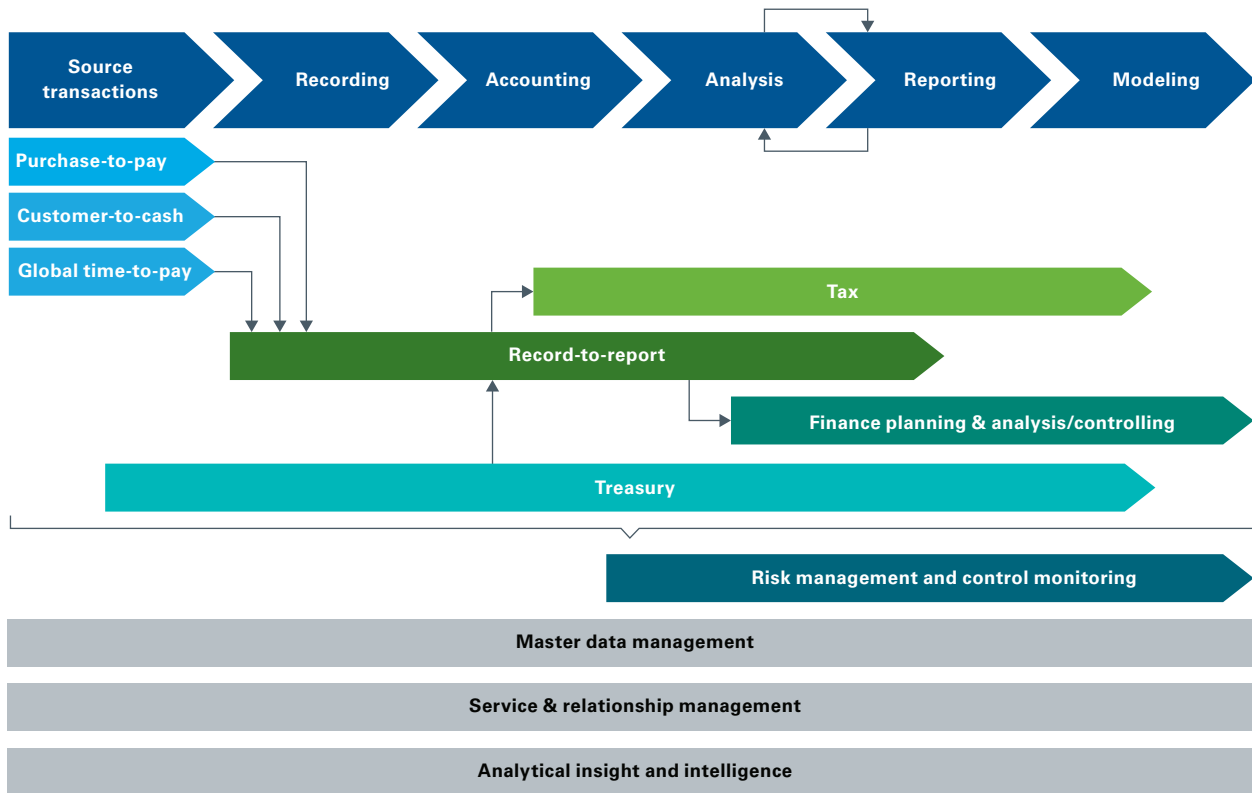 Source
transactions
Recording
Accounting
Analysis
Reporting
Modeling
Purchase-to-pay
Customer-to-cash
Global time-to-pay
Tax
Record-to-report
Finance planning & analysis/controlling
Treasury
Risk management and control monitoring
Master data management
Service & relationship management
Analytical insight and intelligence